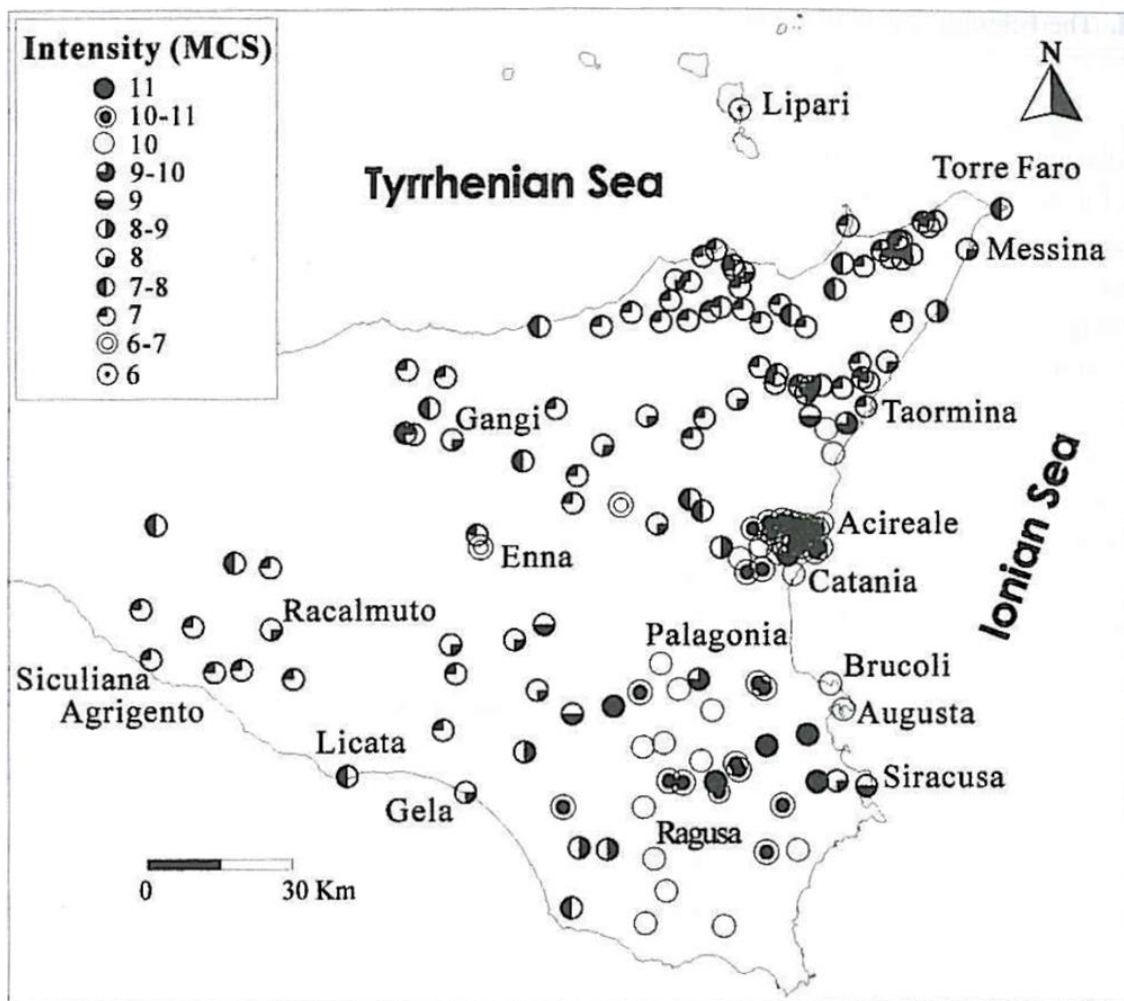 Intensity (MCS)
11
10-11
10
9-10
9
8-9
8
7-8
7
6-7
6
N
Lipari
Tyrrhenian Sea
Torre Faro
Messina
Gangi
Taormina
Ionian Sea
Acireale
Enna
Catania
Racalmuto
Palagonia
Siculiana
Brucoli
Agrigento
Augusta
Licata
Siracusa
Gela
Ragusa
0 30 Km